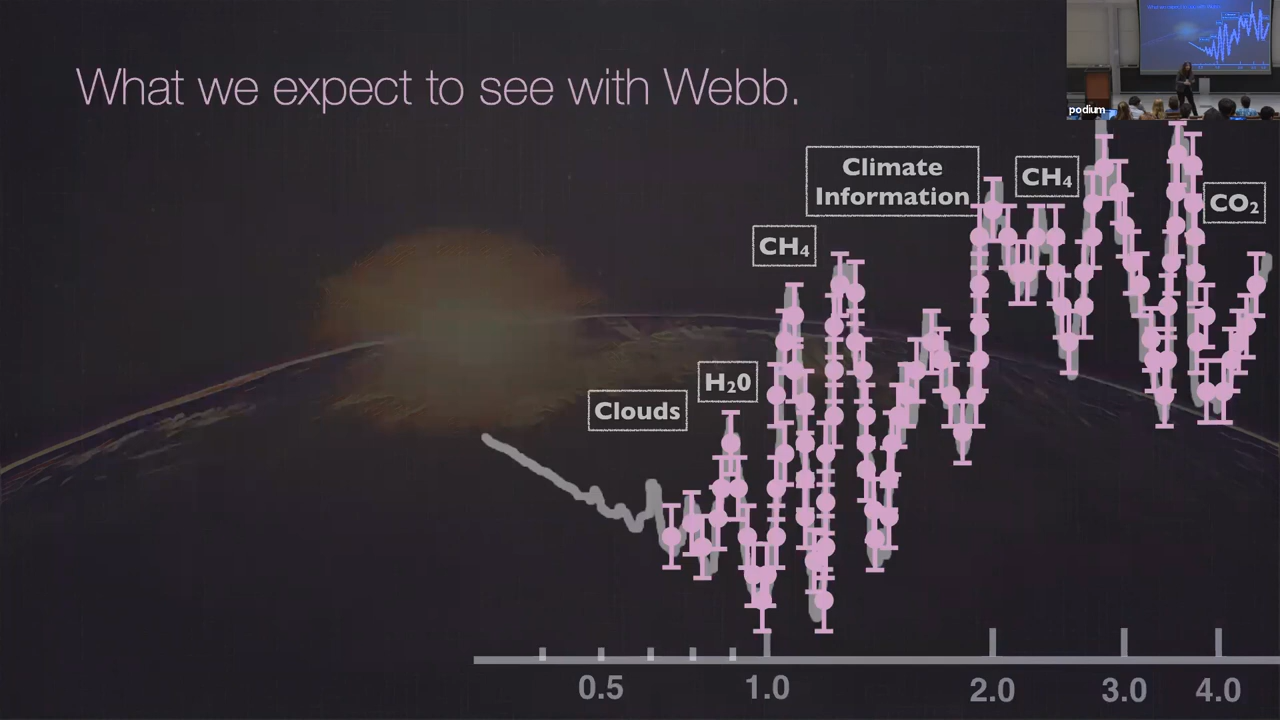 What we expect to see with Webb.
podium
Climate
Information
CH₄
CO₂
CH₄
H₂0
Clouds
0.5
1.0
2.0
3.0
4.0